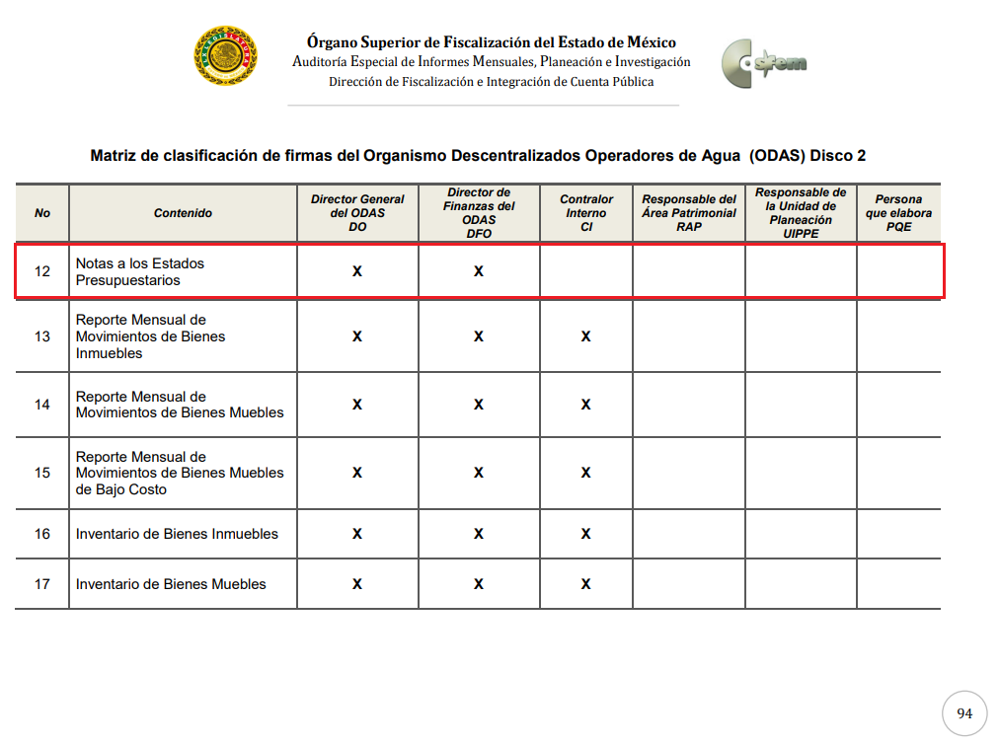 Órgano Superior de Fiscalización del Estado de México
Auditoría Especial de Informes Mensuales, Planeación e Investigación
Dirección de Fiscalización e Integración de Cuenta Pública
Matriz de clasificación de firmas del Organismo Descentralizados Operadores de Agua (ODAS) Disco 2
No
Contenido
Director General
del ODAS
DO
Director de
Finanzas del
ODAS
DFO
Contralor
Interno
CI
Responsable del
Área Patrimonial
RAP
Responsable de
la Unidad de
Planeación
UIPPE
Persona
que elabora
PQE
12
Notas a los Estados
Presupuestarios
X
X
13
Reporte Mensual de
Movimientos de Bienes
Inmuebles
X
X
X
14
Reporte Mensual de
Movimientos de Bienes Muebles
X
X
X
15
Reporte Mensual de
Movimientos de Bienes Muebles
de Bajo Costo
X
X
X
16
Inventario de Bienes Inmuebles
X
X
X
17
Inventario de Bienes Muebles
X
X
X
94